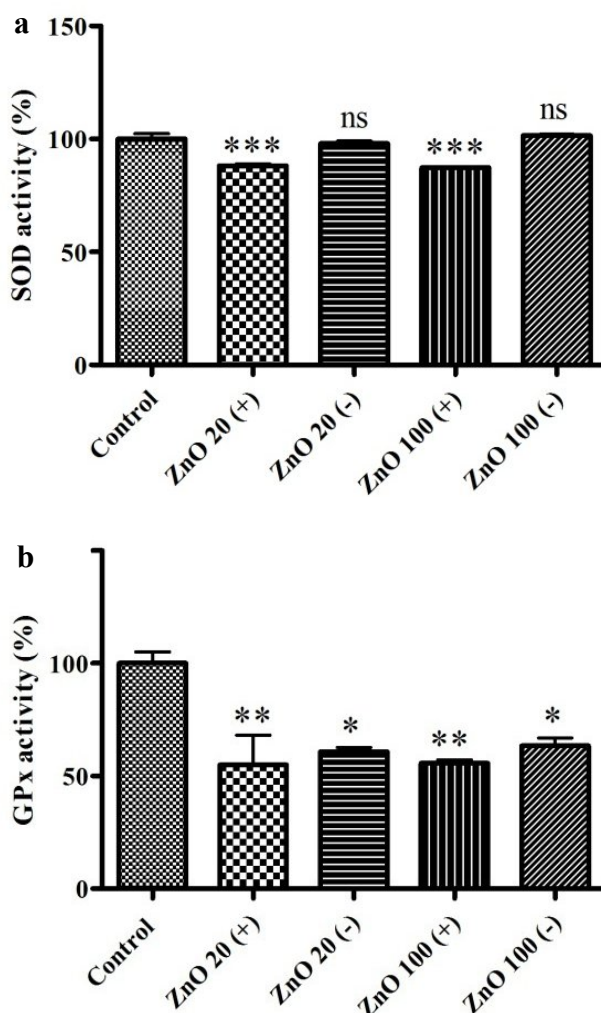 a
SOD activity (%)
150
100
50
0
***
ns
***
ns
Control
ZnO 20 (+)
ZnO 20 (-)
ZnO 100 (+)
ZnO 100 (-)
b
GPx activity (%)
100
50
0
**
*
**
*
Control
ZnO 20 (+)
ZnO 20 (-)
ZnO 100 (+)
ZnO 100 (-)